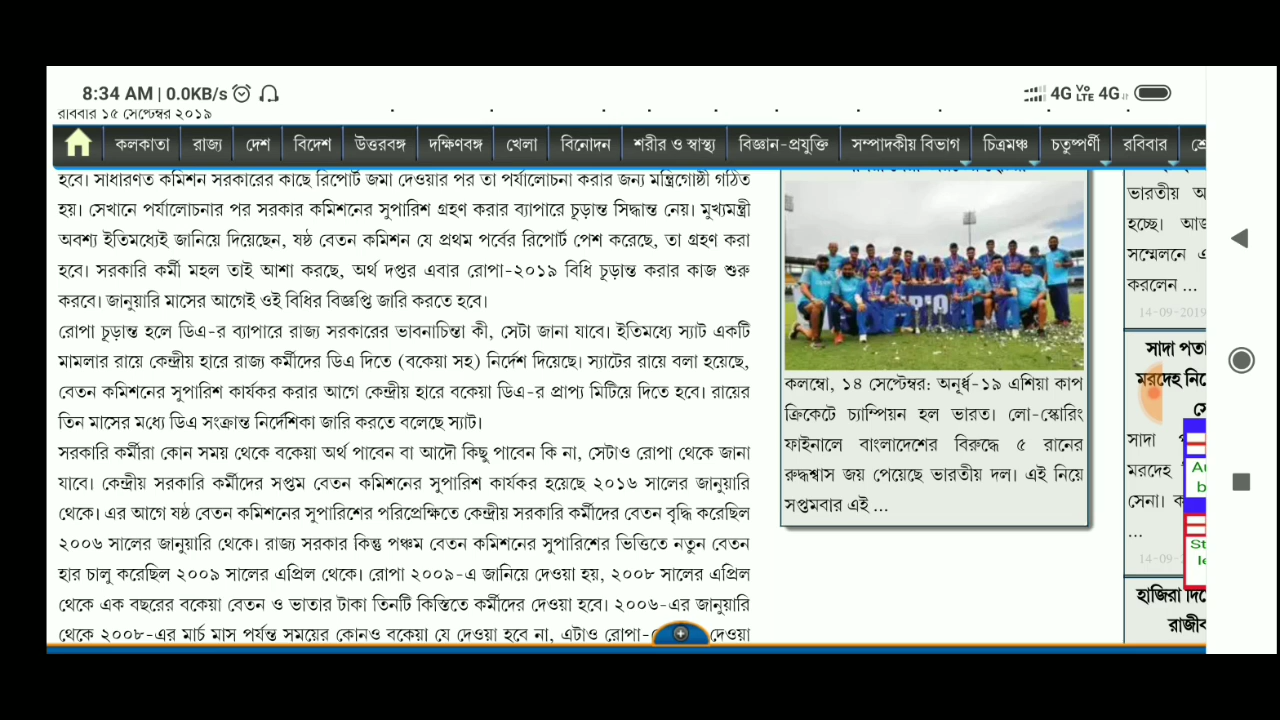 8:34 AM | 0.0KB/s
4G Vo LTE 4G
রবিবার ১৫ সেপ্টেম্বর ২০১৯
কলকাতা রাজ্য দেশ বিদেশ উত্তরবঙ্গ দক্ষিণবঙ্গ খেলা বিনোদন শরীর ও স্বাস্থ্য বিজ্ঞান-প্রযুক্তি সম্পাদকীয় বিভাগ চিত্রমঞ্চ চতুষ্পর্ণী রবিবার
হবে। সাধারণত কমিশন সরকারের কাছে রিপোর্ট জমা দেওয়ার পর তা পর্যালোচনা করার জন্য মন্ত্রিগোষ্ঠী গঠিত
হয়। সেখানে পর্যালোচনার পর সরকার কমিশনের সুপারিশ গ্রহণ করার ব্যাপারে চূড়ান্ত সিদ্ধান্ত নেয়। মুখ্যমন্ত্রী
অবশ্য ইতিমধ্যেই জানিয়ে দিয়েছেন, ষষ্ঠ বেতন কমিশন যে প্রথম পর্বের রিপোর্ট পেশ করেছে, তা গ্রহণ করা
হবে। সরকারি কর্মী মহল তাই আশা করছে, অর্থ দপ্তর এবার রোপা-২০১৯ বিধি চূড়ান্ত করার কাজ শুরু
করবে। জানুয়ারি মাসের আগেই ওই বিধির বিজ্ঞপ্তি জারি করতে হবে।
রোপা চূড়ান্ত হলে ডিএ-র ব্যাপারে রাজ্য সরকারের ভাবনাচিন্তা কী, সেটা জানা যাবে। ইতিমধ্যে স্যাট একটি
মামলার রায়ে কেন্দ্রীয় হারে রাজ্য কর্মীদের ডিএ দিতে (বকেয়া সহ) নির্দেশ দিয়েছে। স্যাটের রায়ে বলা হয়েছে,
বেতন কমিশনের সুপারিশ কার্যকর করার আগে কেন্দ্রীয় হারে বকেয়া ডিএ-র প্রাপ্য মিটিয়ে দিতে হবে। রায়ের
তিন মাসের মধ্যে ডিএ সংক্রান্ত নির্দেশিকা জারি করতে বলেছে স্যাট।
সরকারি কর্মীরা কোন সময় থেকে বকেয়া অর্থ পাবেন বা আদৌ কিছু পাবেন কি না, সেটাও রোপা থেকে জানা
যাবে। কেন্দ্রীয় সরকারি কর্মীদের সপ্তম বেতন কমিশনের সুপারিশ কার্যকর হয়েছে ২০১৬ সালের জানুয়ারি
থেকে। এর আগে ষষ্ঠ বেতন কমিশনের সুপারিশের পরিপ্রেক্ষিতে কেন্দ্রীয় সরকারি কর্মীদের বেতন বৃদ্ধি করেছিল
২০০৬ সালের জানুয়ারি থেকে। রাজ্য সরকার কিন্তু পঞ্চম বেতন কমিশনের সুপারিশের ভিত্তিতে নতুন বেতন
হার চালু করেছিল ২০০৯ সালের এপ্রিল থেকে। রোপা ২০০৯-এ জানিয়ে দেওয়া হয়, ২০০৮ সালের এপ্রিল
থেকে এক বছরের বকেয়া বেতন ও ভাতার টাকা তিনটি কিস্তিতে কর্মীদের দেওয়া হবে। ২০০৬-এর জানুয়ারি
থেকে ২০০৮-এর মার্চ মাস পর্যন্ত সময়ের কোনও বকেয়া যে দেওয়া হবে না, এটাও রোপা- দেওয়া
কলম্বো, ১৪ সেপ্টেম্বর: অনূর্ধ্ব-১৯ এশিয়া কাপ
ক্রিকেটে চ্যাম্পিয়ন হল ভারত। লো-স্কোরিং
ফাইনালে বাংলাদেশের বিরুদ্ধে ৫ রানের
রুদ্ধশ্বাস জয় পেয়েছে ভারতীয় দল। এই নিয়ে
সপ্তমবার এই ...
ভারতীয়
হচ্ছে।
সম্মেলনে
করলেন ...
14-09-2019
সাদা
মরদেহ
সাদা
মরদেহ
সেনা।
...
হাজিরা